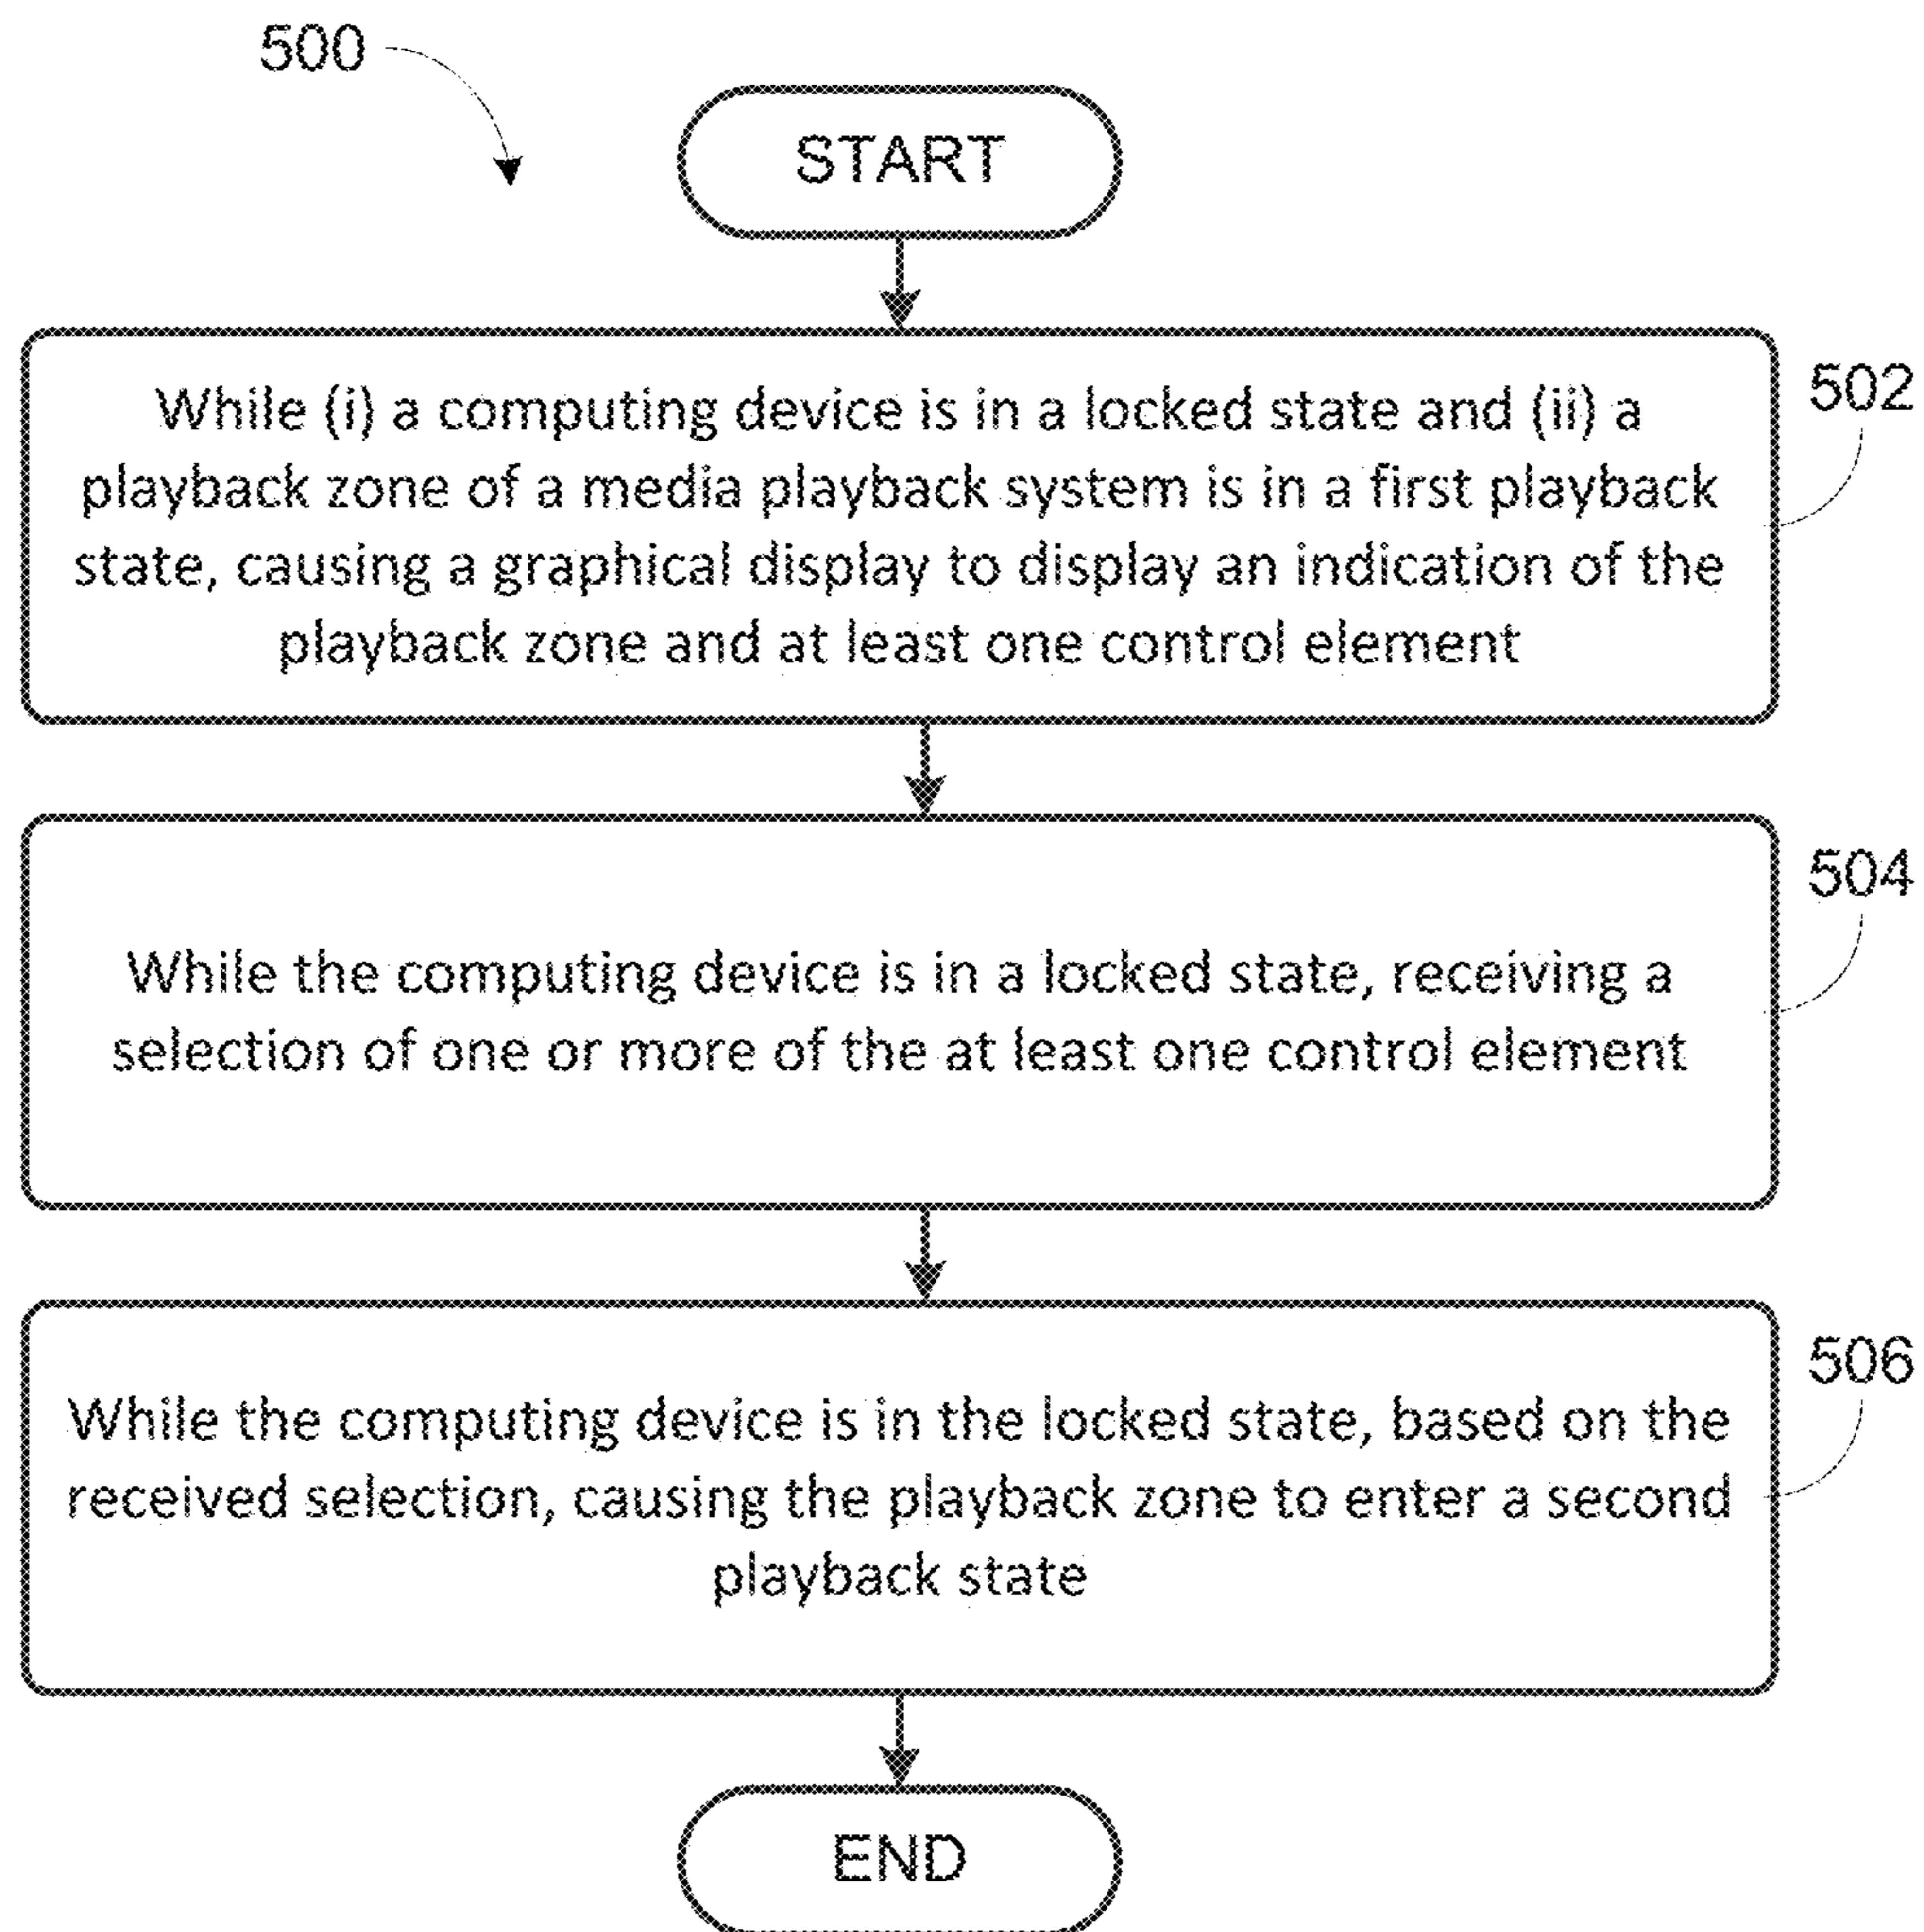 500
START
While (i) a computing device is in a locked state and (ii) a
playback zone of a media playback system is in a first playback
state, causing a graphical display to display an indication of the
playback zone and at least one control element
502
While the computing device is in a locked state, receiving a
selection of one or more of the at least one control element
504
While the computing device is in the locked state, based on the
received selection, causing the playback zone to enter a second
playback state
506
END